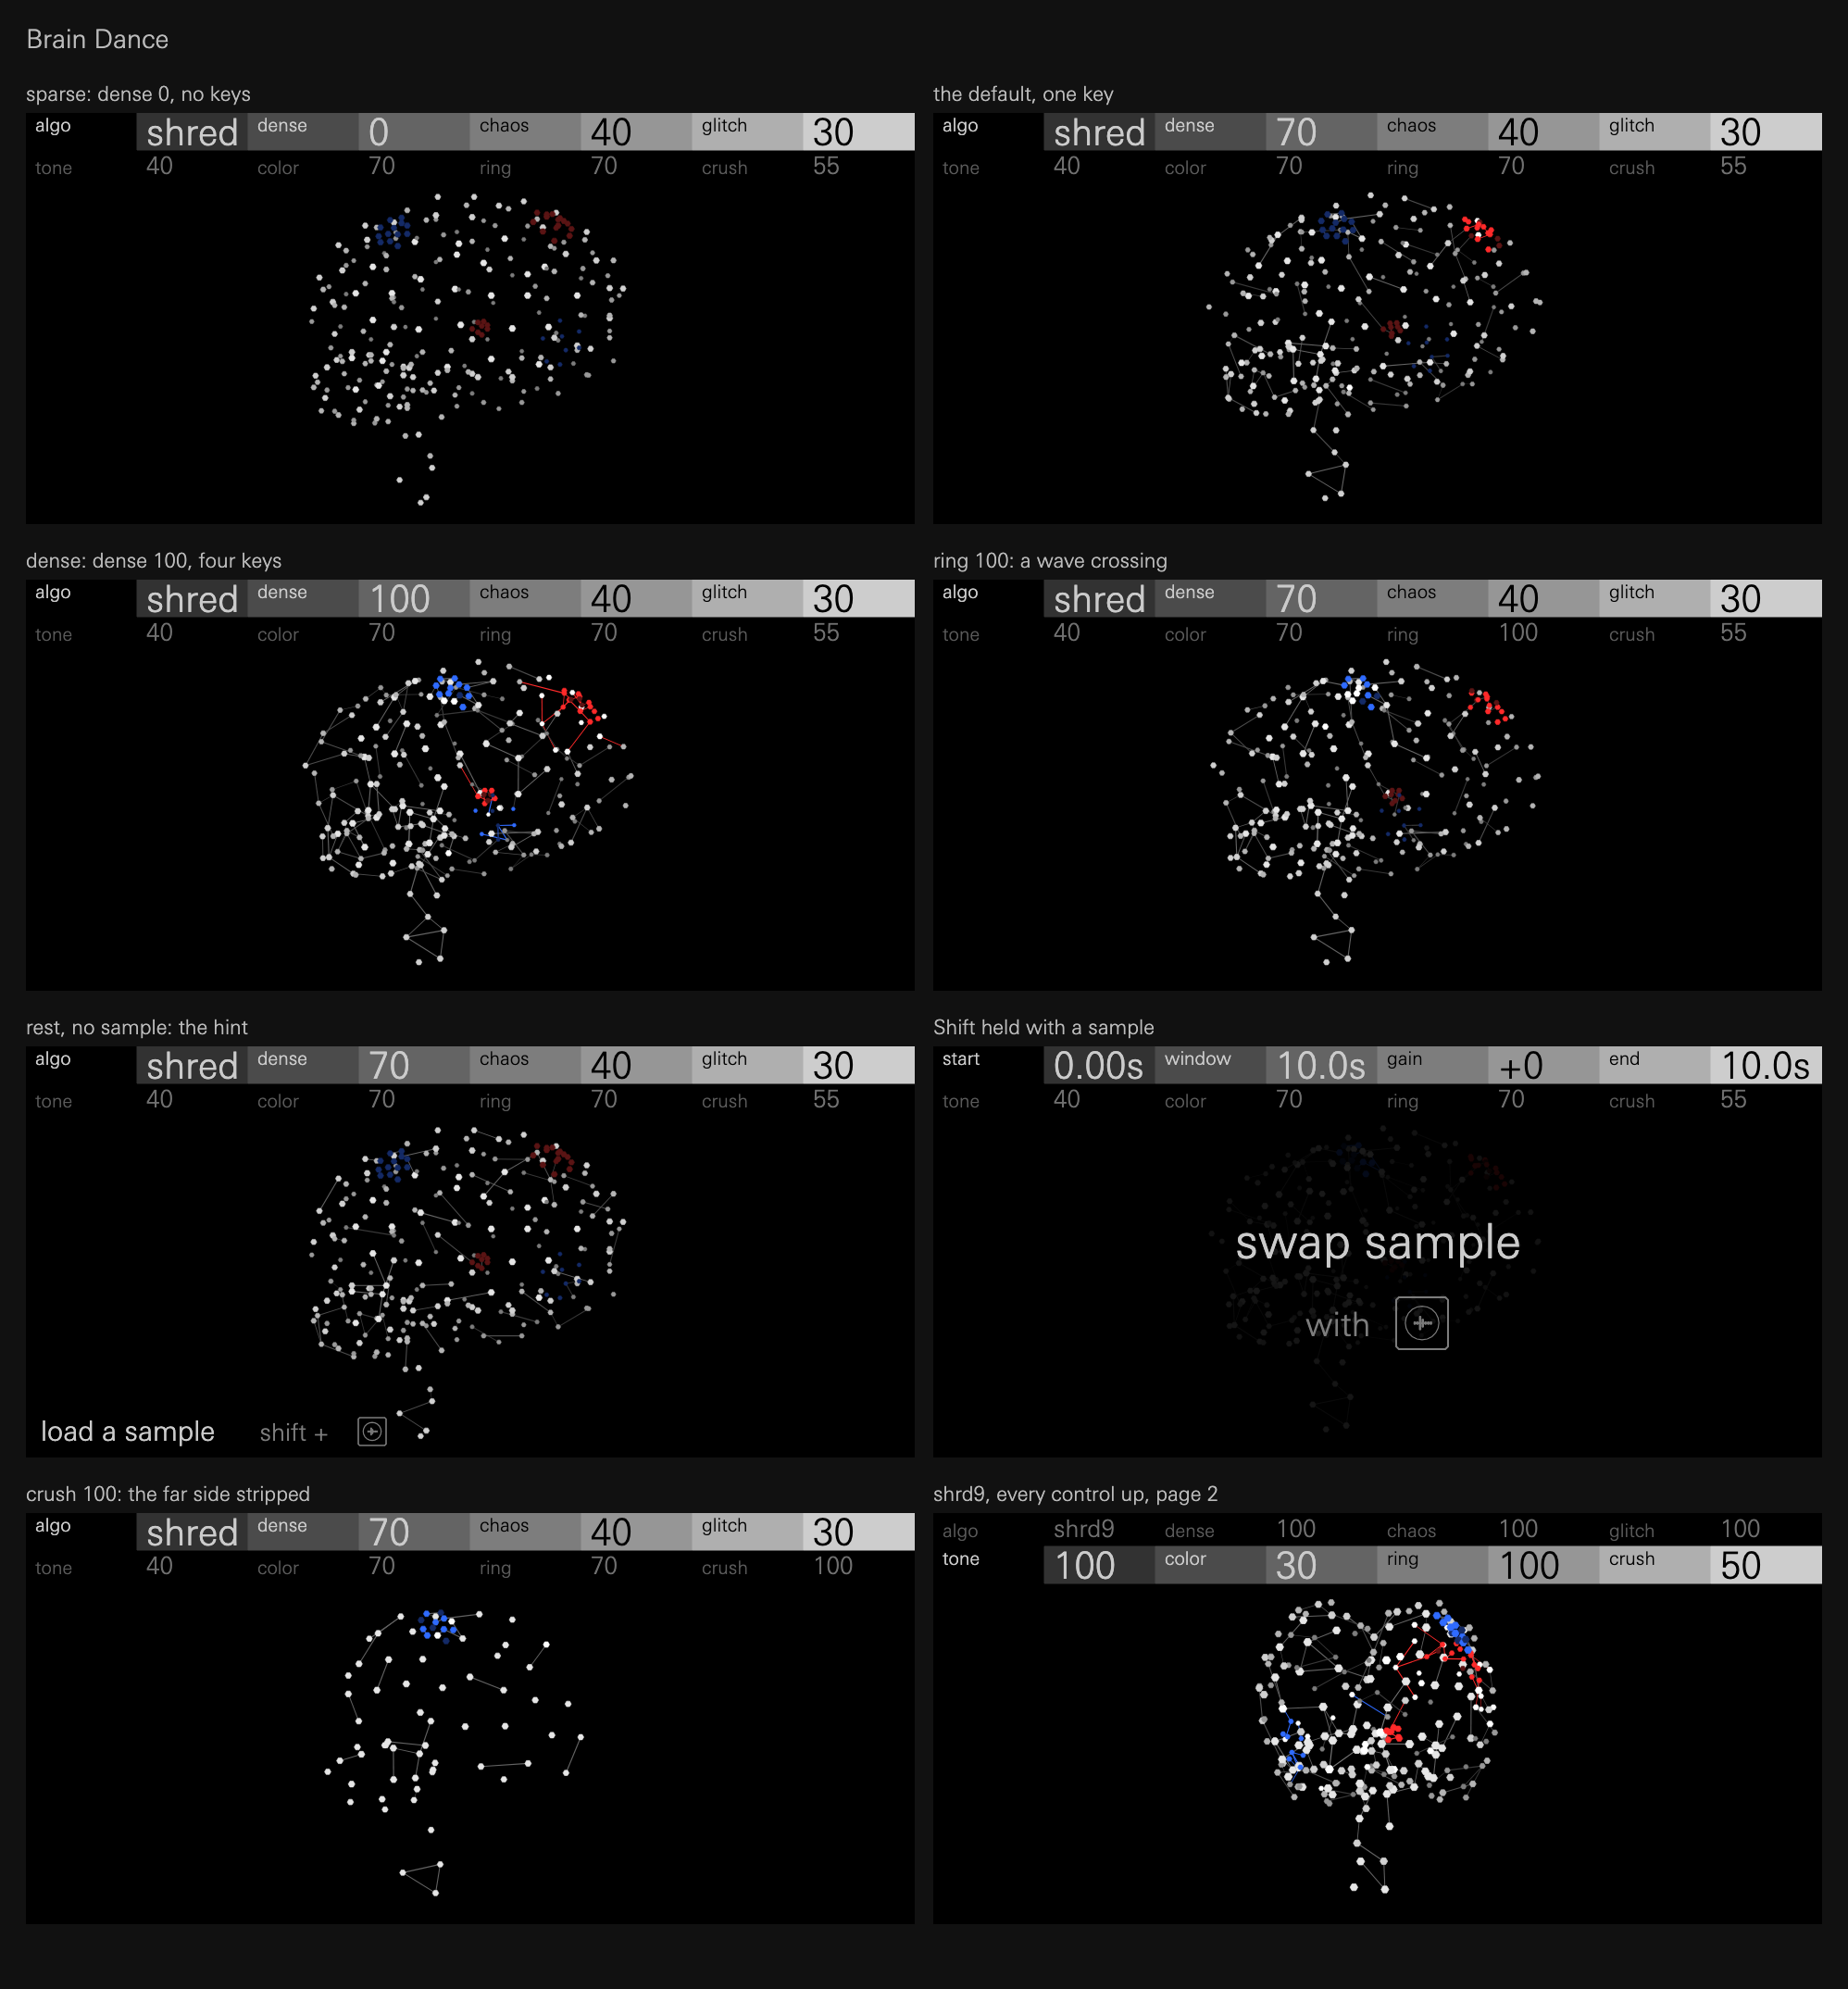 Brain Dance
sparse: dense 0, no keys
algo shred dense 0 chaos 40 glitch 30
tone 40 color 70 ring 70 crush 55
the default, one key
algo shred dense 70 chaos 40 glitch 30
tone 40 color 70 ring 70 crush 55
dense: dense 100, four keys
algo shred dense 100 chaos 40 glitch 30
tone 40 color 70 ring 70 crush 55
ring 100: a wave crossing
algo shred dense 70 chaos 40 glitch 30
tone 40 color 70 ring 100 crush 55
rest, no sample: the hint
algo shred dense 70 chaos 40 glitch 30
tone 40 color 70 ring 70 crush 55
load a sample shift +
Shift held with a sample
start 0.00s window 10.0s gain +0 end 10.0s
tone 40 color 70 ring 70 crush 55
swap sample
with
crush 100: the far side stripped
algo shred dense 70 chaos 40 glitch 30
tone 40 color 70 ring 70 crush 100
shrd9, every control up, page 2
algo shrd9 dense 100 chaos 100 glitch 100
tone 100 color 30 ring 100 crush 50